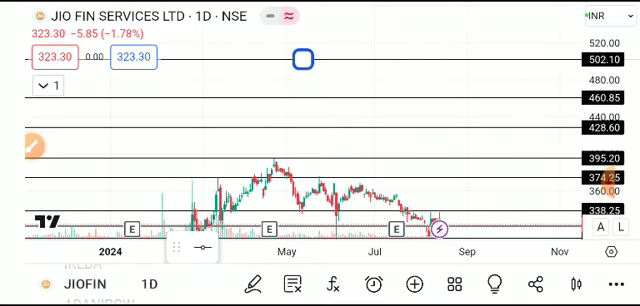 JIO FIN SERVICES LTD · 1D · NSE
INR
323.30 −5.85 (−1.78%)
323.30 0.00 323.30
1
520.00
502.10
480.00
460.85
440.00
428.60
395.20
374.25
360.00
338.25
E E E
A L
2024 May Jul Sep Nov
JIOFIN 1D